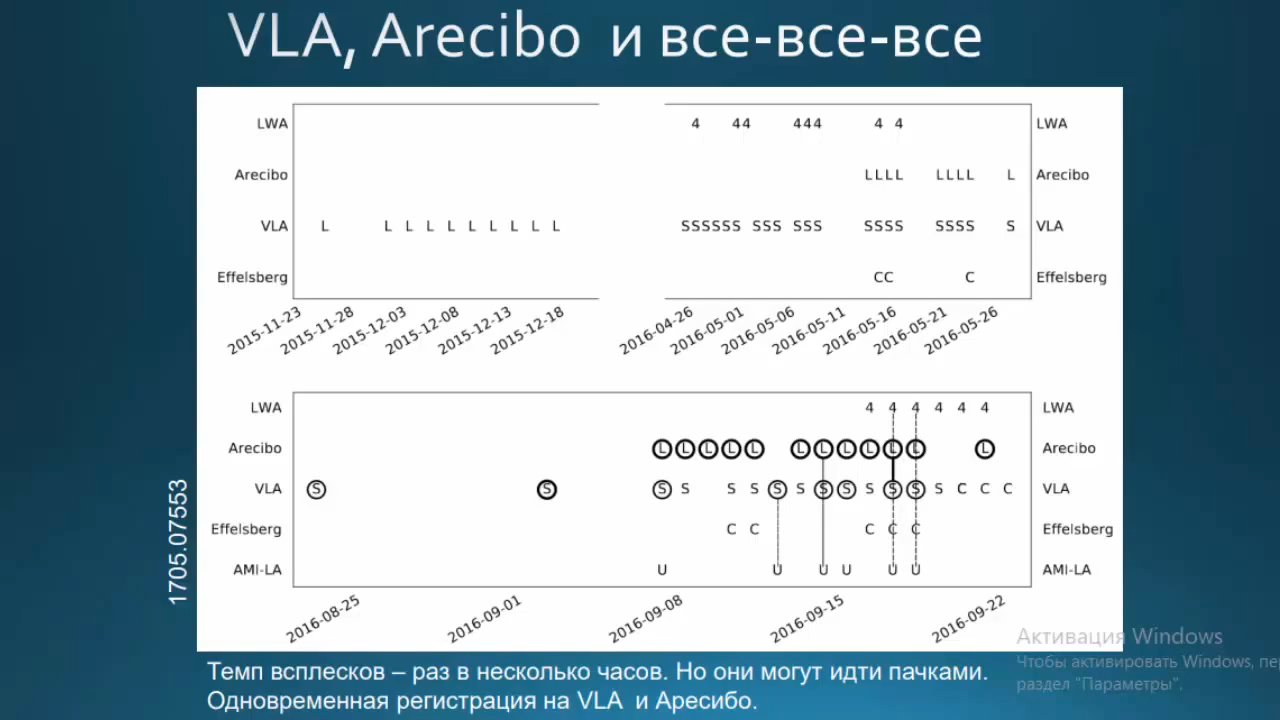 VLA, Arecibo и все-все-все
LWA 4 44 444 4 4 LWA
Arecibo LLLL LLLL L Arecibo
VLA L L L L L L L L L L SSSSSS SSS SSS SSSS SSSS S VLA
Effelsberg CC C Effelsberg
2015-11-23 2015-11-28 2015-12-03 2015-12-08 2015-12-13 2015-12-18 2016-04-26 2016-05-01 2016-05-06 2016-05-11 2016-05-16 2016-05-21 2016-05-26
LWA 4 4 4 4 4 4 LWA
Arecibo L L L L L L L L L L L L Arecibo
VLA S S S S S S S S S S S S S S S C C C VLA
Effelsberg C C C C C Effelsberg
AMI-LA U U U U U U AMI-LA
2016-08-25 2016-09-01 2016-09-08 2016-09-15 2016-09-22
1705.07553
Активация Windows
Чтобы активировать Windows, пе
раздел "Параметры".
Темп всплесков – раз в несколько часов. Но они могут идти пачками.
Одновременная регистрация на VLA и Аресибо.